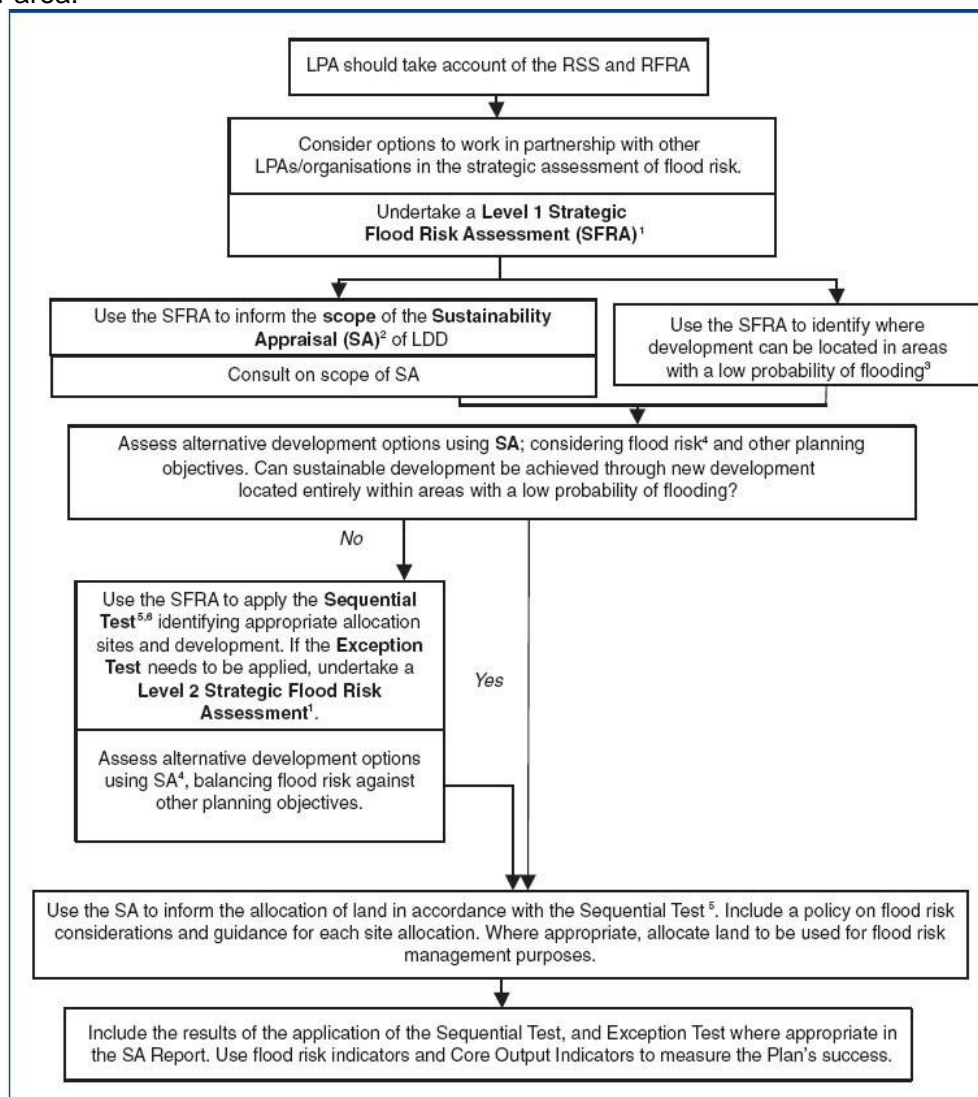 area.
LPA should take account of the RSS and RFRA
Consider options to work in partnership with other
LPAs/organisations in the strategic assessment of flood risk.
Undertake a Level 1 Strategic
Flood Risk Assessment (SFRA)¹
Use the SFRA to inform the scope of the Sustainability
Appraisal (SA)² of LDD
Consult on scope of SA
Use the SFRA to identify where
development can be located in areas
with a low probability of flooding³
Assess alternative development options using SA; considering flood risk⁴ and other planning
objectives. Can sustainable development be achieved through new development
located entirely within areas with a low probability of flooding?
No
Yes
Use the SFRA to apply the Sequential
Test⁵,⁶ identifying appropriate allocation
sites and development. If the
Exception
Test needs to be applied, undertake a
Level 2 Strategic Flood Risk
Assessment¹.
Assess alternative development options
using SA⁴, balancing flood risk against
other planning objectives.
Use the SA to inform the allocation of land in accordance with the Sequential Test ⁵. Include a policy on flood risk
considerations and guidance for each site allocation. Where appropriate, allocate land to be used for flood risk
management purposes.
Include the results of the application of the Sequential Test, and Exception Test where appropriate in
the SA Report. Use flood risk indicators and Core Output Indicators to measure the Plan's success.